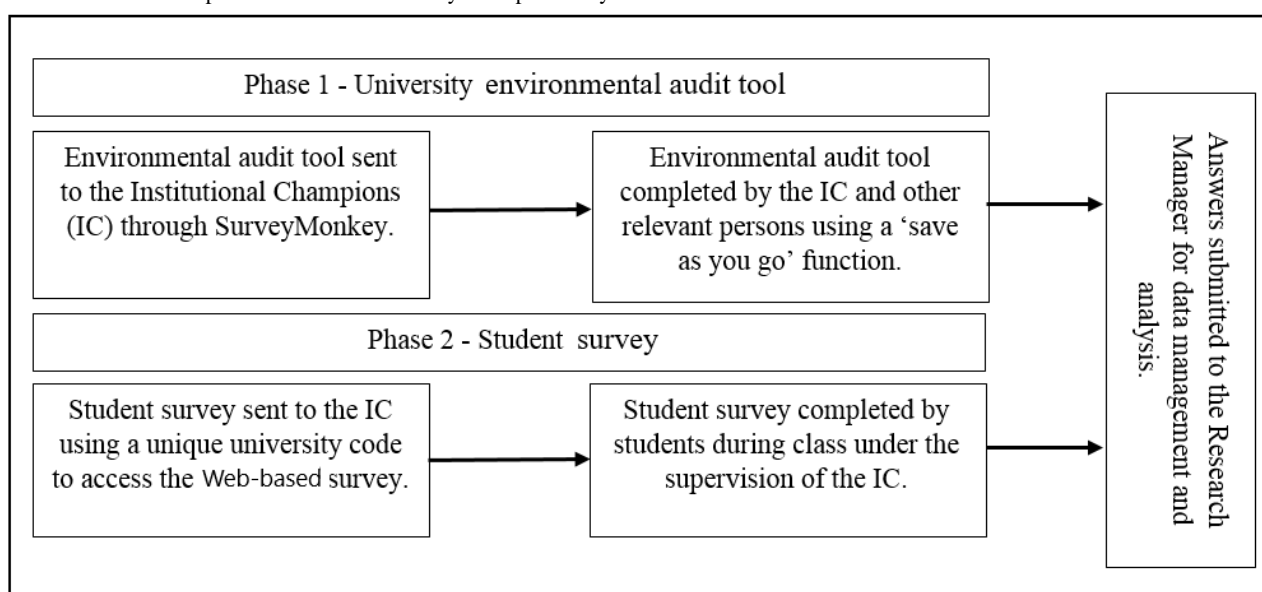 Phase 1 - University environmental audit tool
Environmental audit tool sent
to the Institutional Champions
(IC) through SurveyMonkey.
Environmental audit tool
completed by the IC and other
relevant persons using a ‘save
as you go’ function.
Phase 2 - Student survey
Student survey sent to the IC
using a unique university code
to access the Web-based survey.
Student survey completed by
students during class under the
supervision of the IC.
Answers submitted to the Research
Manager for data management and
analysis.